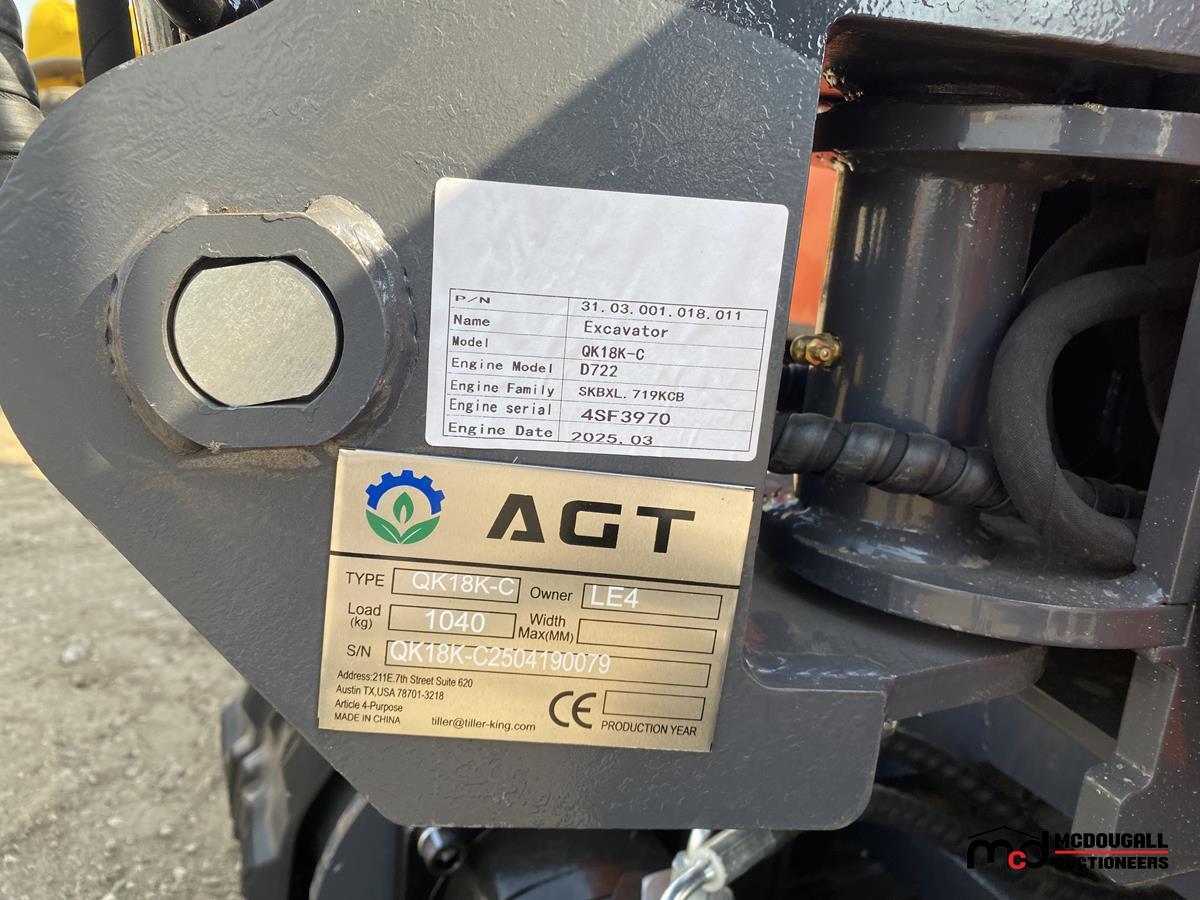 P/N 31.03.001.018.011
Name Excavator
Model QK18K-C
Engine Model D722
Engine Family SKBXL.719KCB
Engine serial 4SF3970
Engine Date 2025.03
AGT
TYPE QK18K-C Owner LE4
Load (kg) 1040 Width Max(MM)
S/N QK18K-C2504190079
Address:211E.7th Street Suite 620
Austin TX,USA 78701-3218
Article 4-Purpose
MADE IN CHINA tiller@tiller-king.com CE PRODUCTION YEAR
mcd MCDOUGALL
AUCTIONEERS